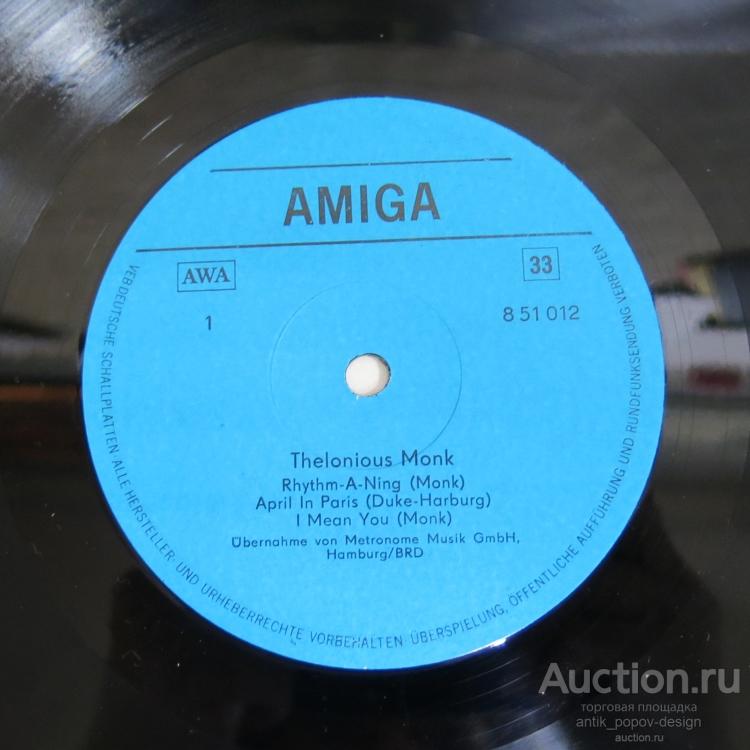 AMIGA
AWA
33
1
8 51 012
Thelonious Monk
Rhythm-A-Ning (Monk)
April In Paris (Duke-Harburg)
I Mean You (Monk)
Übernahme von Metronome Musik GmbH,
Hamburg/BRD
VEB DEUTSCHE SCHALLPLATTEN · ALLE HERSTELLER- UND URHEBERRECHTE VORBEHALTEN ÜBERSPIELUNG, ÖFFENTLICHE AUFFÜHRUNG UND RUNDFUNKSENDUNG VERBOTEN
Auction.ru
торговая площадка
antik_popov-design
auction.ru